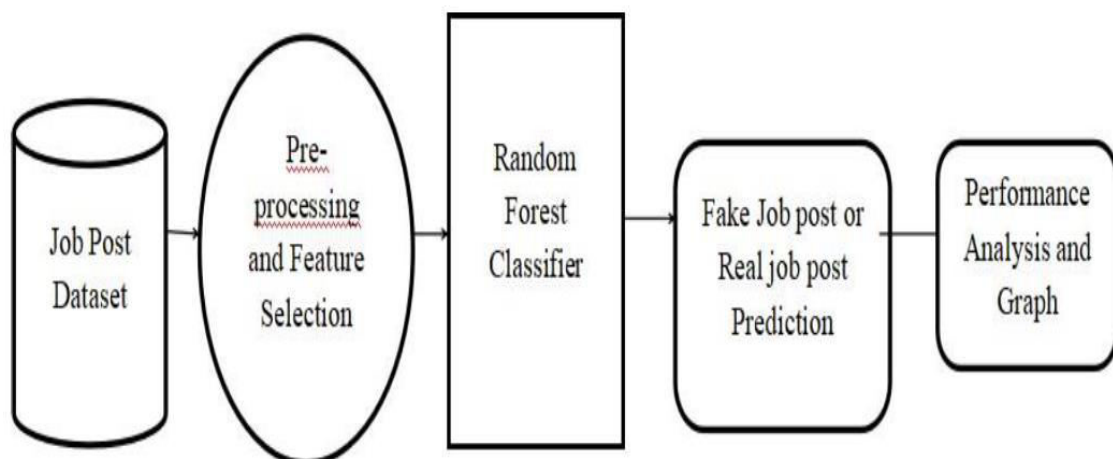 Job Post
Dataset
Pre-
processing
and Feature
Selection
Random
Forest
Classifier
Fake Job post or
Real job post
Prediction
Performance
Analysis and
Graph